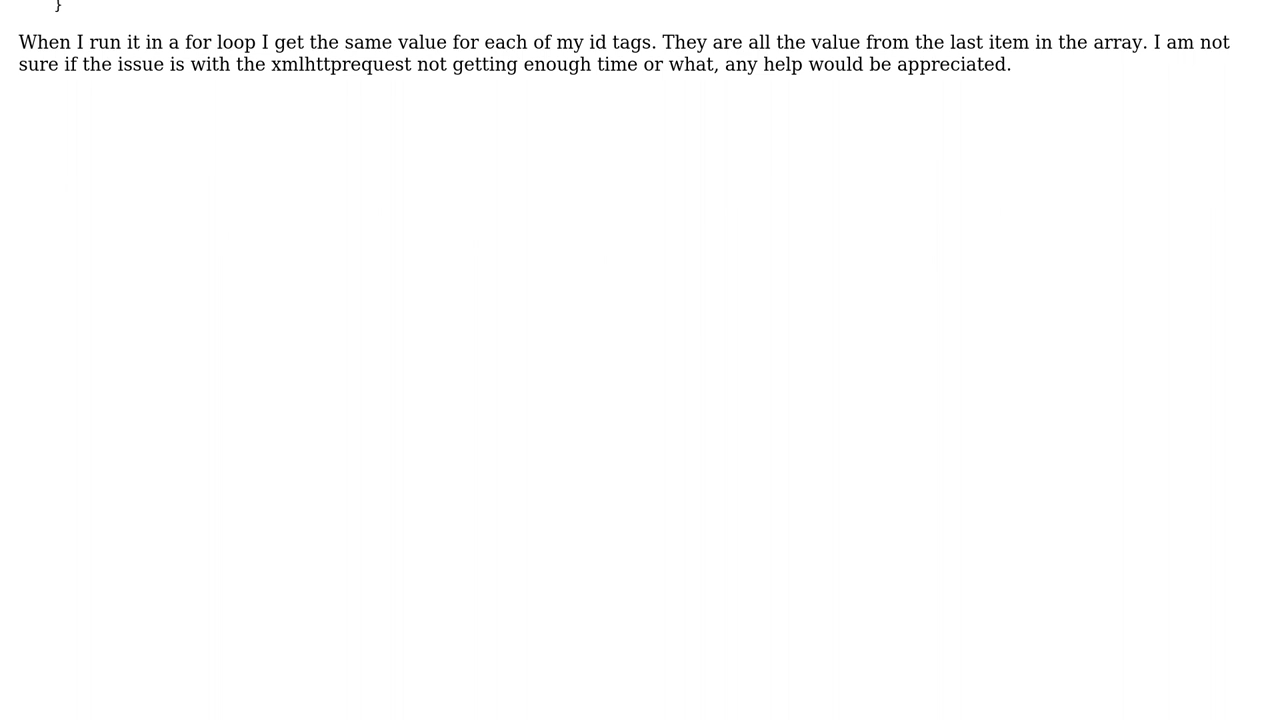 }
When I run it in a for loop I get the same value for each of my id tags. They are all the value from the last item in the array. I am not
sure if the issue is with the xmlhttprequest not getting enough time or what, any help would be appreciated.